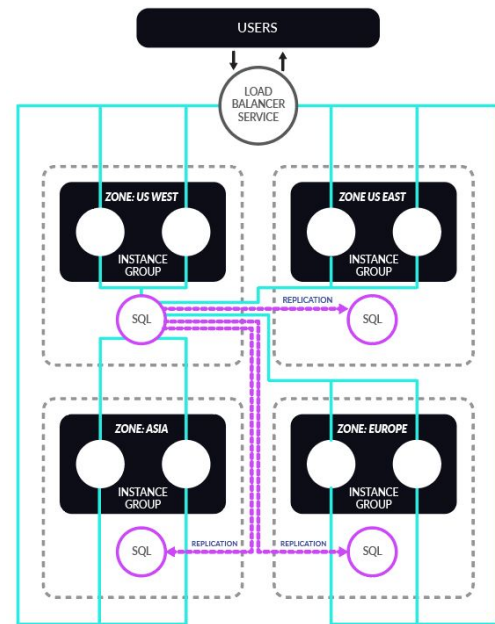 USERS
LOAD
BALANCER
SERVICE
ZONE: US WEST
INSTANCE
GROUP
ZONE US EAST
INSTANCE
GROUP
SQL
REPLICATION
SQL
ZONE: ASIA
INSTANCE
GROUP
ZONE: EUROPE
INSTANCE
GROUP
SQL
REPLICATION
REPLICATION
SQL